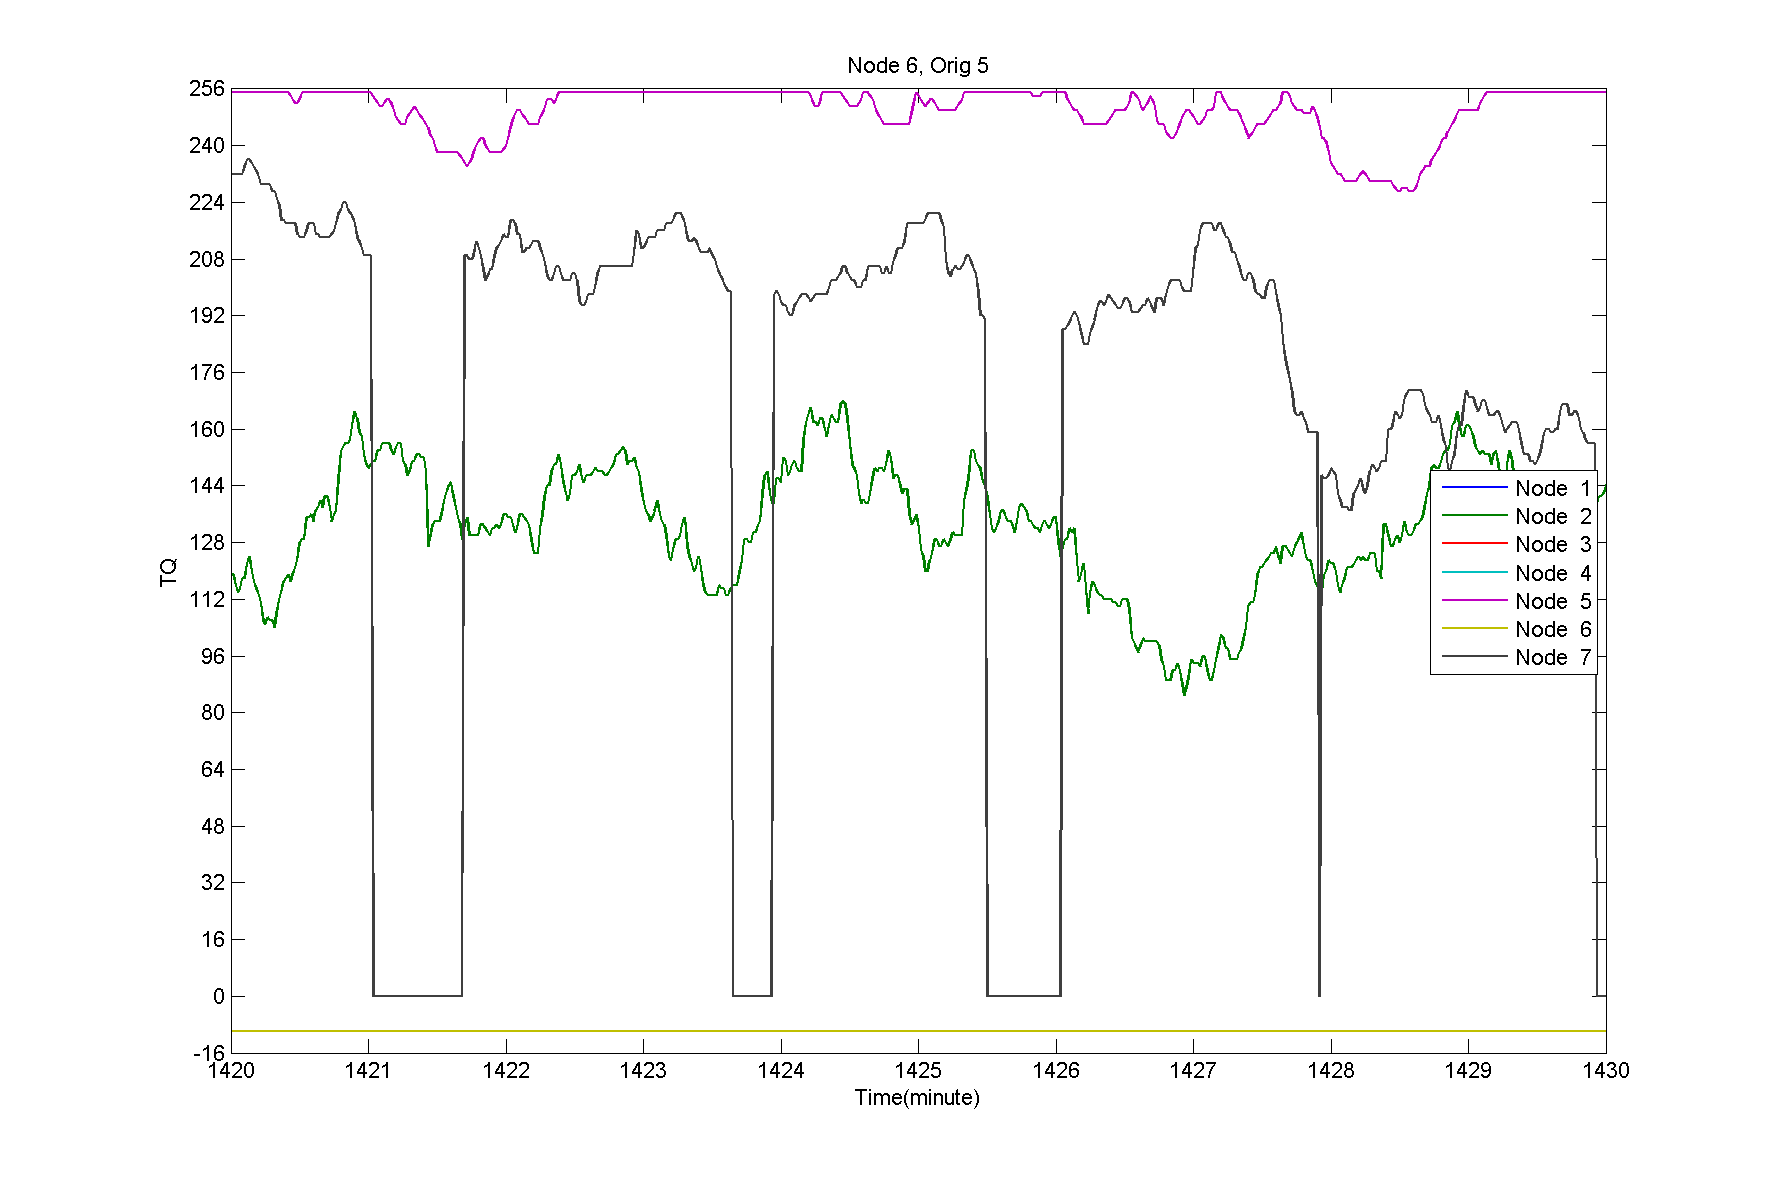 Node 6, Orig 5
256
240
224
208
192
176
160
144
128
112
96
80
64
48
32
16
0
-16
TQ
1420 1421 1422 1423 1424 1425 1426 1427 1428 1429 1430
Time(minute)
Node 1
Node 2
Node 3
Node 4
Node 5
Node 6
Node 7